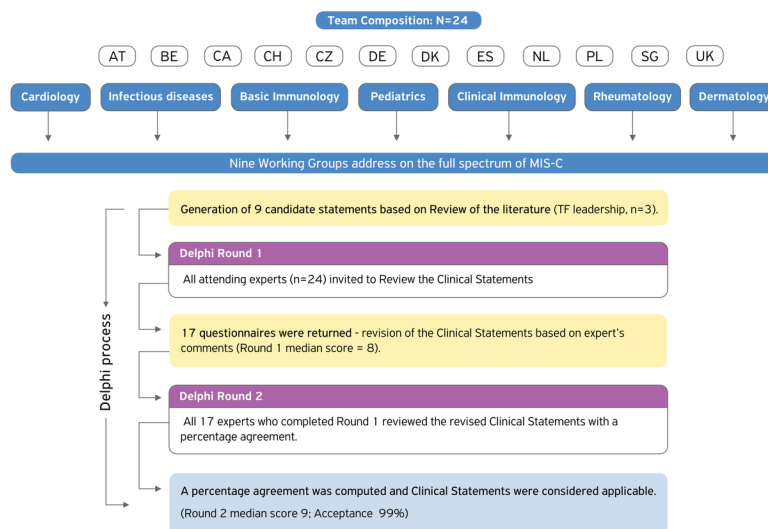 Team Composition: N=24
AT BE CA CH CZ DE DK ES NL PL SG UK
Cardiology Infectious diseases Basic Immunology Pediatrics Clinical Immunology Rheumatology Dermatology
Nine Working Groups address on the full spectrum of MIS-C
Delphi process
Generation of 9 candidate statements based on Review of the literature (TF leadership, n=3).
Delphi Round 1
All attending experts (n=24) invited to Review the Clinical Statements
17 questionnaires were returned - revision of the Clinical Statements based on expert's
comments (Round 1 median score = 8).
Delphi Round 2
All 17 experts who completed Round 1 reviewed the revised Clinical Statements with a
percentage agreement.
A percentage agreement was computed and Clinical Statements were considered applicable.
(Round 2 median score 9; Acceptance 99%)